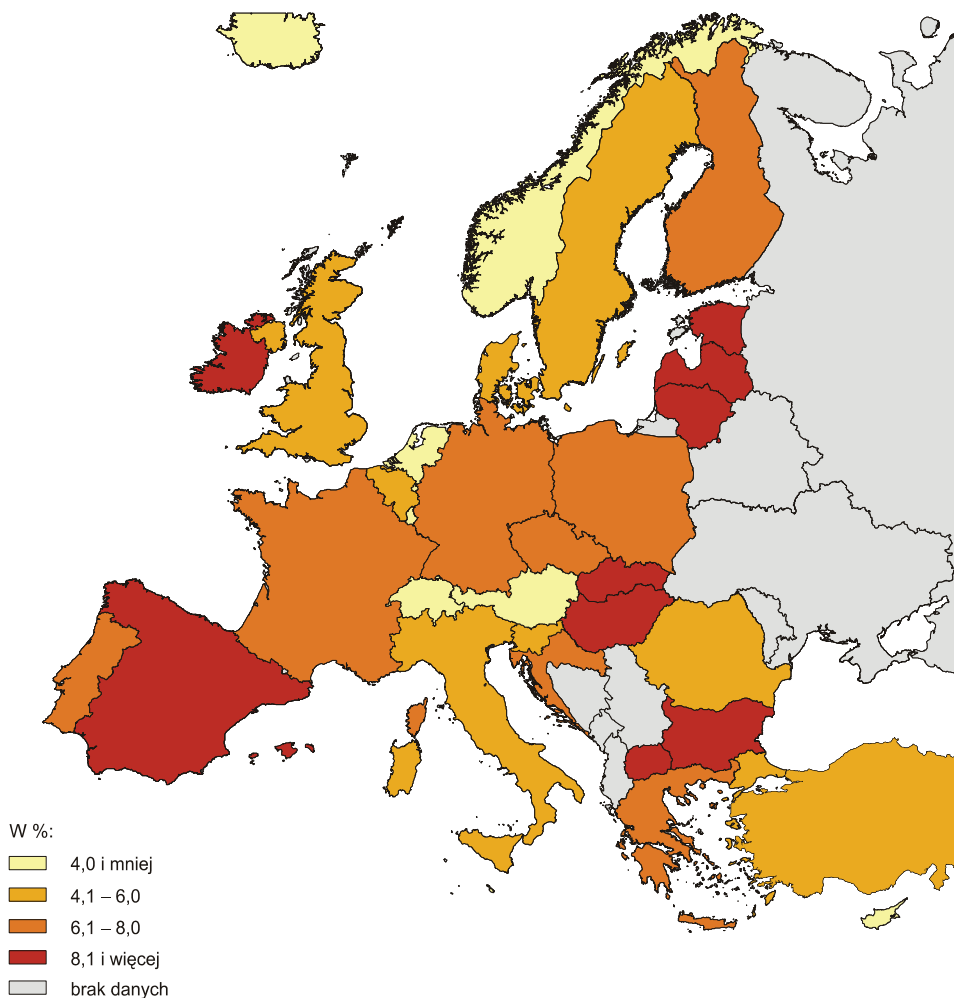 W %:
4,0 i mniej
4,1 – 6,0
6,1 – 8,0
8,1 i więcej
brak danych